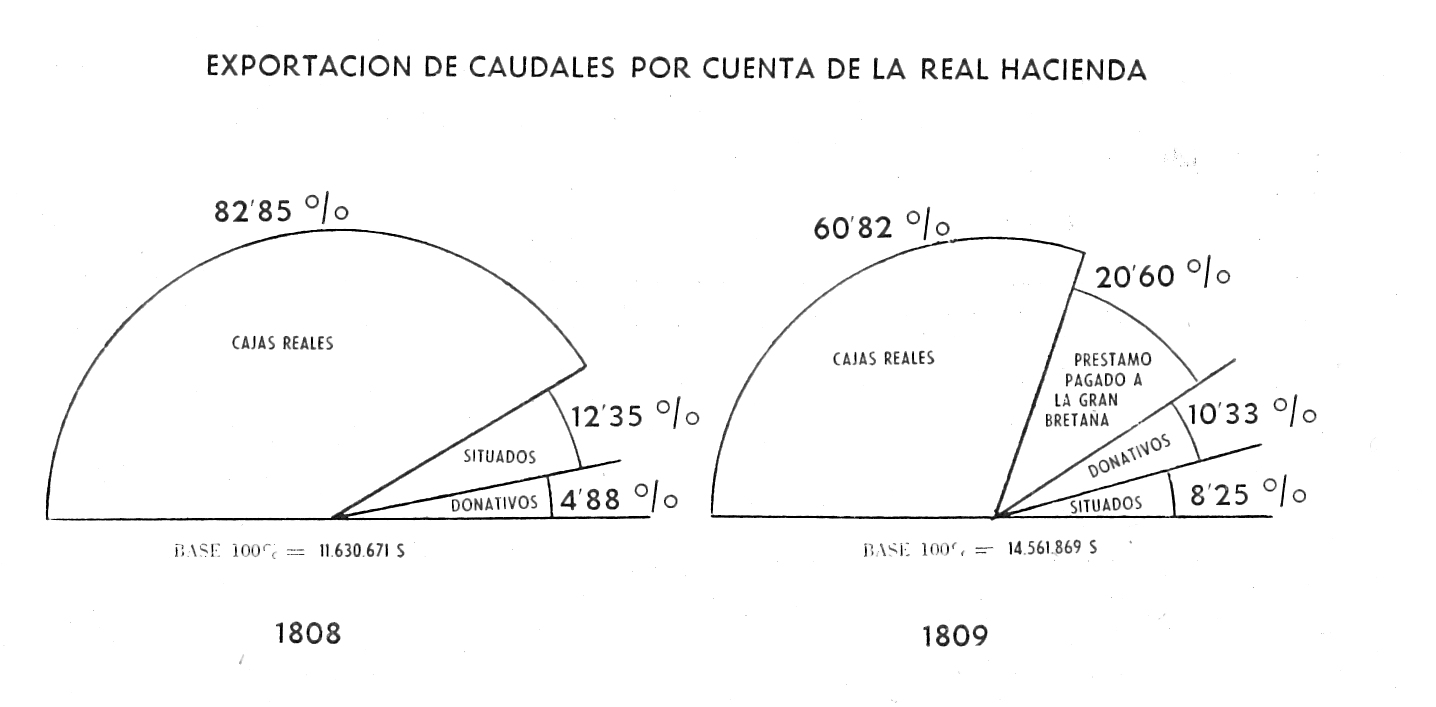 EXPORTACION DE CAUDALES POR CUENTA DE LA REAL HACIENDA
82'85 %
CAJAS REALES
12'35 %
SITUADOS
DONATIVOS
4'88 %
BASE 100% = 11.630.671 S
1808
60'82 %
20'60 %
CAJAS REALES
PRESTAMO
PAGADO A
LA GRAN
BRETAÑA
10'33 %
DONATIVOS
SITUADOS
8'25 %
BASE 100% = 14.561.869 S
1809